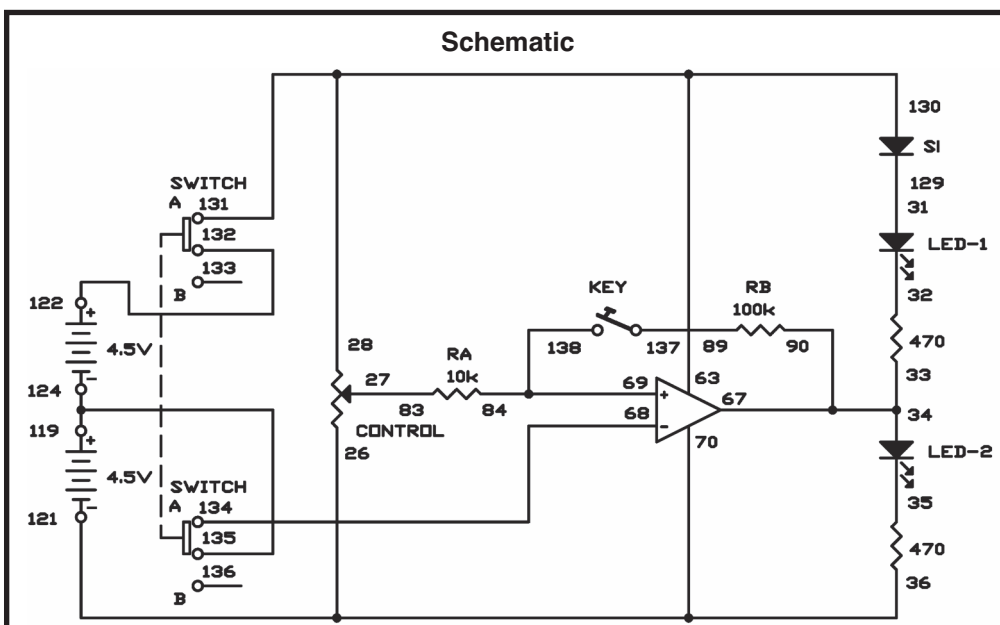 Schematic
130
SI
129
31
LED-1
32
470
33
34
LED-2
35
470
36
SWITCH
A
131
132
133
B
122
+
4.5V
-
124
119
+
4.5V
-
121
SWITCH
A
134
135
136
B
28
27
26
CONTROL
RA
10k
83
84
KEY
138
137
RB
100k
89
90
69
68
+
-
63
67
70